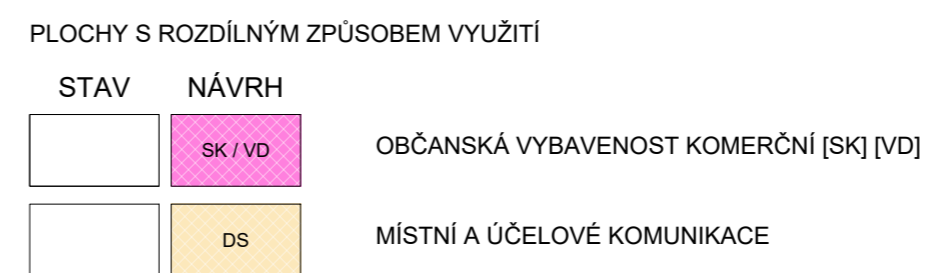 PLOCHY S ROZDÍLNÝM ZPŮSOBEM VYUŽITÍ
STAV NÁVRH
SK / VD OBČANSKÁ VYBAVENOST KOMERČNÍ [SK] [VD]
DS MÍSTNÍ A ÚČELOVÉ KOMUNIKACE